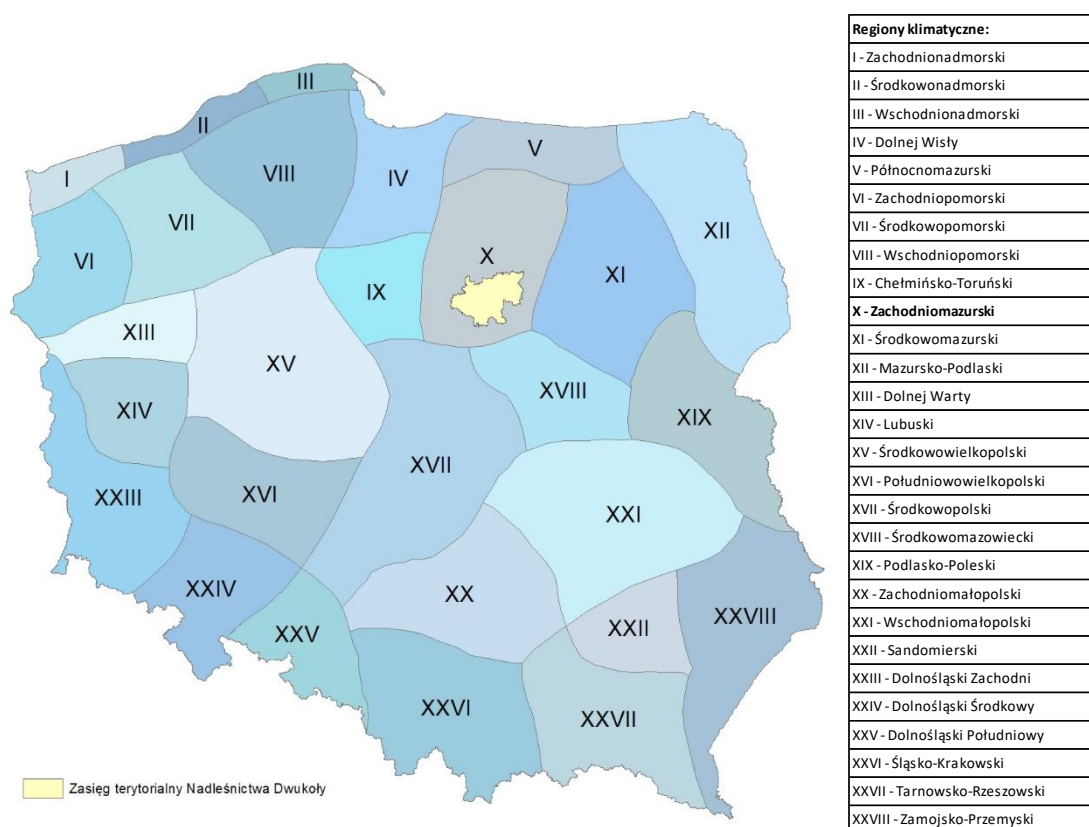 III
II
I
V
IV
VIII
VII
XII
VI
X
XI
IX
XIII
XV
XVIII
XIV
XIX
XVII
XVI
XXIII
XXI
XXIV
XX
XXVIII
XXII
XXV
XXVI
XXVII
Zasięg terytorialny Nadleśnictwa Dwukoły
Regiony klimatyczne:
I - Zachodnionadmorski
II - Środkowonadmorski
III - Wschodnionadmorski
IV - Dolnej Wisły
V - Północnomazurski
VI - Zachodniopomorski
VII - Środkowopomorski
VIII - Wschodniopomorski
IX - Chełmińsko-Toruński
X - Zachodniomazurski
XI - Środkowomazurski
XII - Mazursko-Podlaski
XIII - Dolnej Warty
XIV - Lubuski
XV - Środkowowielkopolski
XVI - Południowowielkopolski
XVII - Środkowopolski
XVIII - Środkowomazowiecki
XIX - Podlasko-Poleski
XX - Zachodniomałopolski
XXI - Wschodniomałopolski
XXII - Sandomierski
XXIII - Dolnośląski Zachodni
XXIV - Dolnośląski Środkowy
XXV - Dolnośląski Południowy
XXVI - Śląsko-Krakowski
XXVII - Tarnowsko-Rzeszowski
XXVIII - Zamojsko-Przemyski